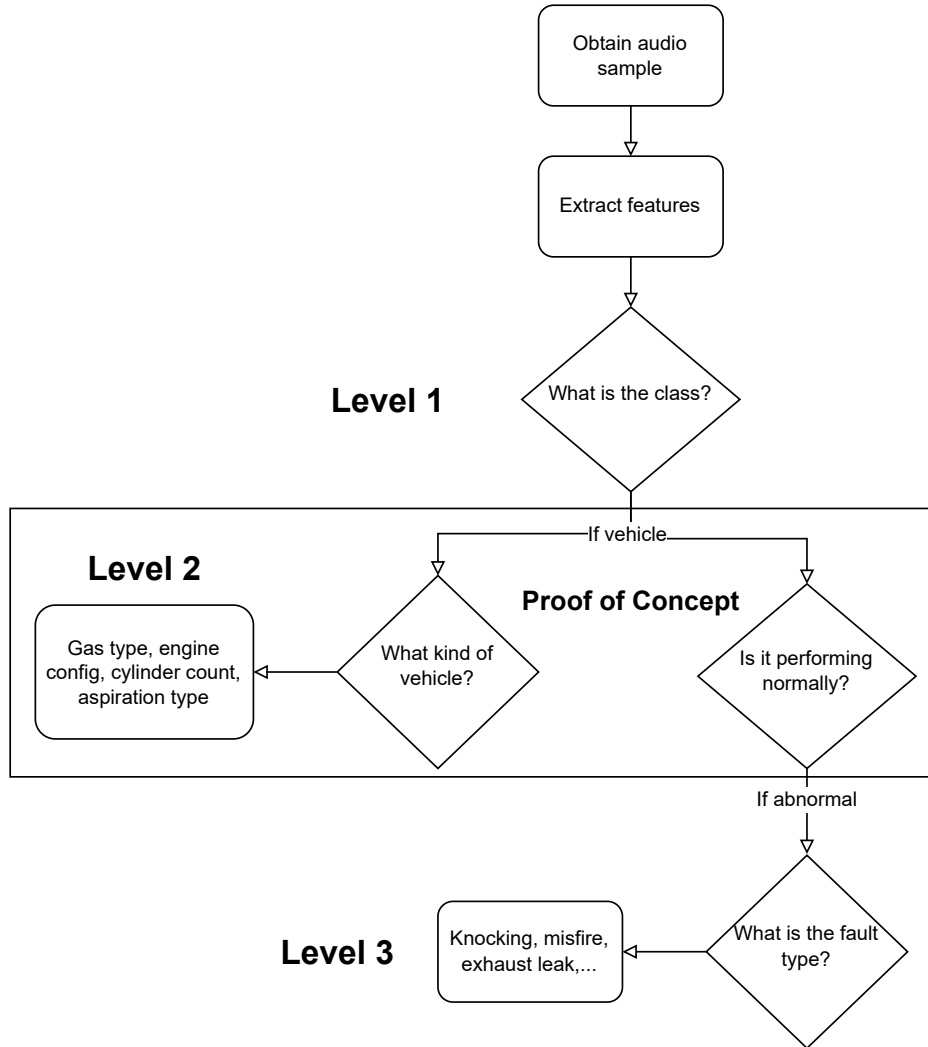 Obtain audio
sample
Extract features
Level 1
What is the class?
If vehicle
Level 2
Proof of Concept
Gas type, engine
config, cylinder count,
aspiration type
What kind of
vehicle?
Is it performing
normally?
If abnormal
Level 3
Knocking, misfire,
exhaust leak,...
What is the fault
type?